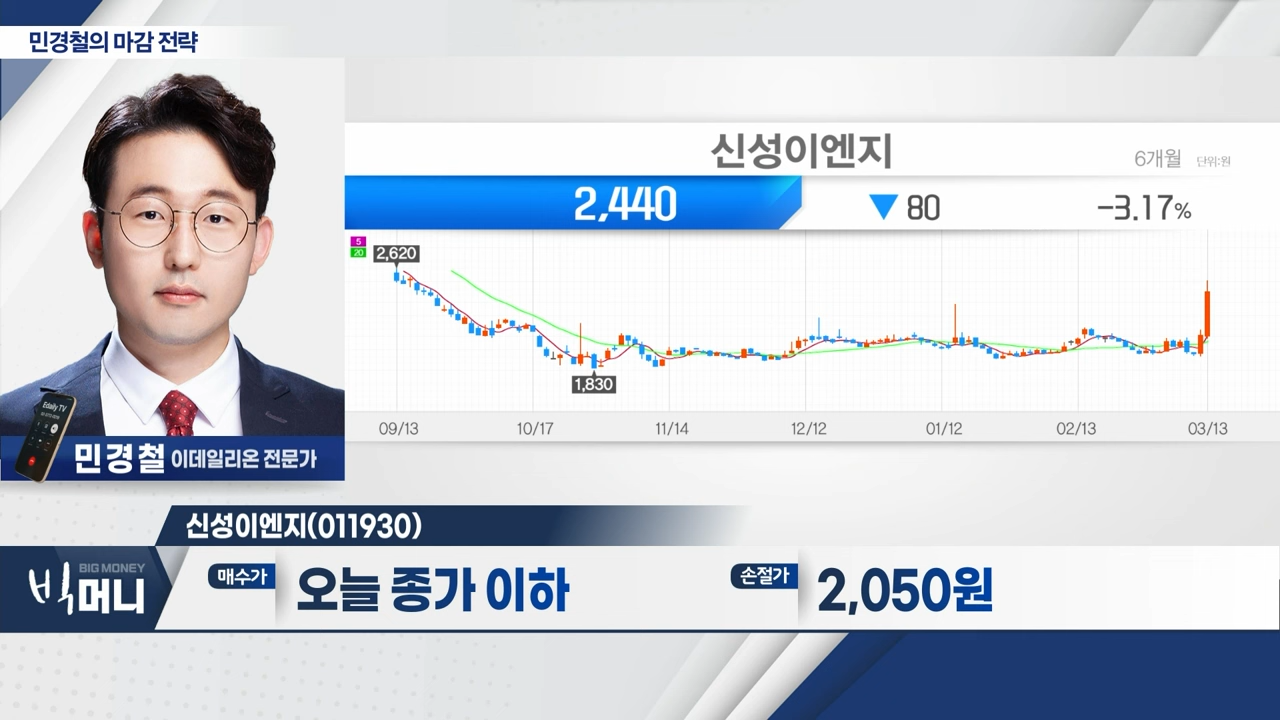 민경철의 마감 전략
신성이엔지
6개월 단위:원
2,440 ▼ 80 -3.17%
5
20
2,620
1,830
09/13 10/17 11/14 12/12 01/12 02/13 03/13
Edaily TV
민경철 이데일리온 전문가
신성이엔지(011930)
BIG MONEY
빅머니
매수가 오늘 종가 이하 손절가 2,050원